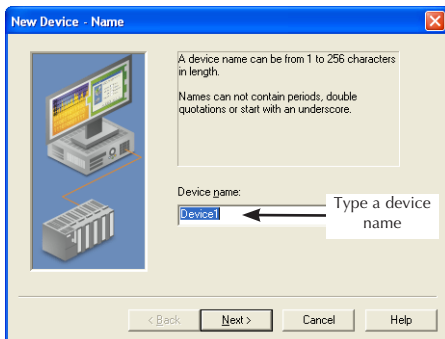 New Device - Name
A device name can be from 1 to 256 characters
in length.
Names can not contain periods, double
quotations or start with an underscore.
Device name:
Device1
Type a device
name
< Back
Next >
Cancel
Help